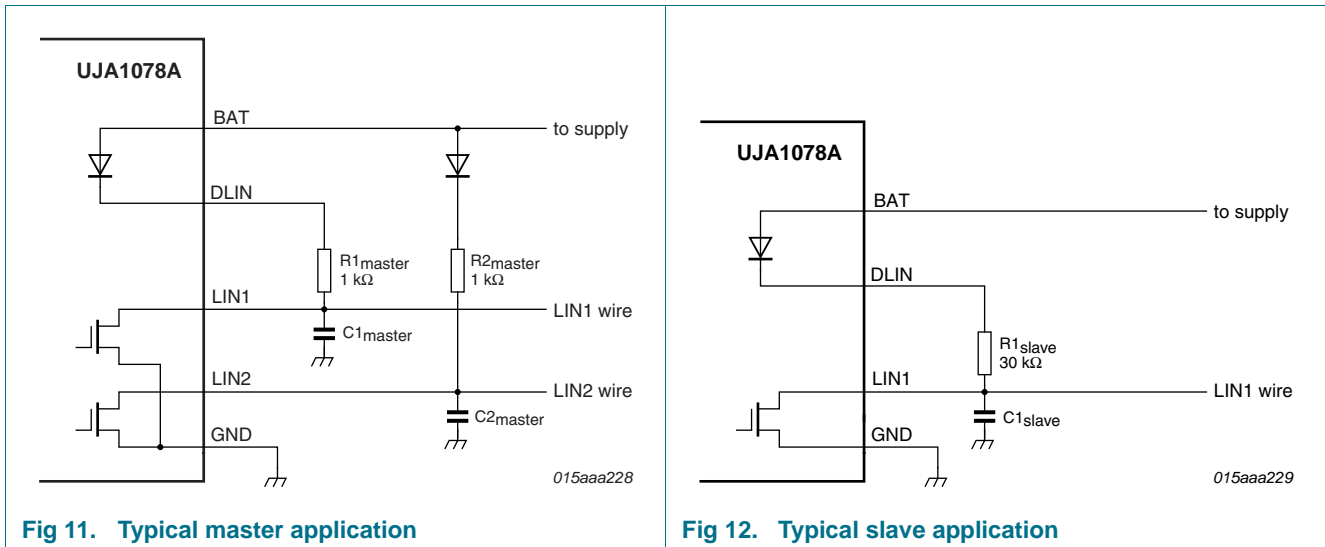 UJA1078A
BAT
to supply
DLIN
R1master
1 kΩ
R2master
1 kΩ
LIN1
LIN1 wire
C1master
LIN2
LIN2 wire
C2master
GND
015aaa228
Fig 11. Typical master application
UJA1078A
BAT
to supply
DLIN
R1slave
30 kΩ
LIN1
LIN1 wire
C1slave
GND
015aaa229
Fig 12. Typical slave application